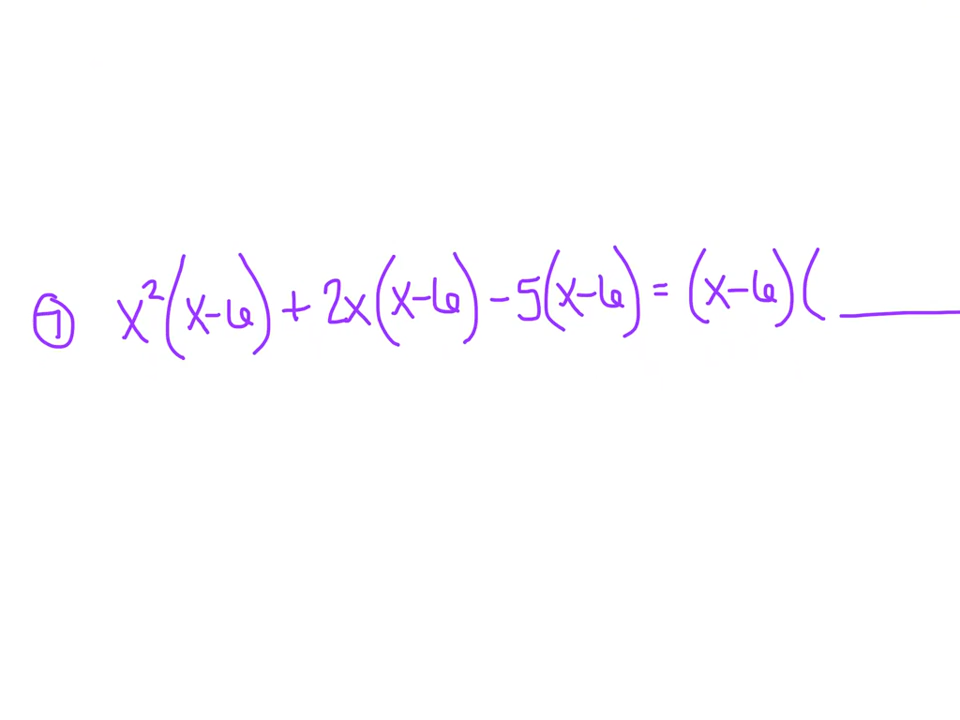 ⑦ x²(x-6) + 2x(x-6) - 5(x-6) = (x-6)( ____